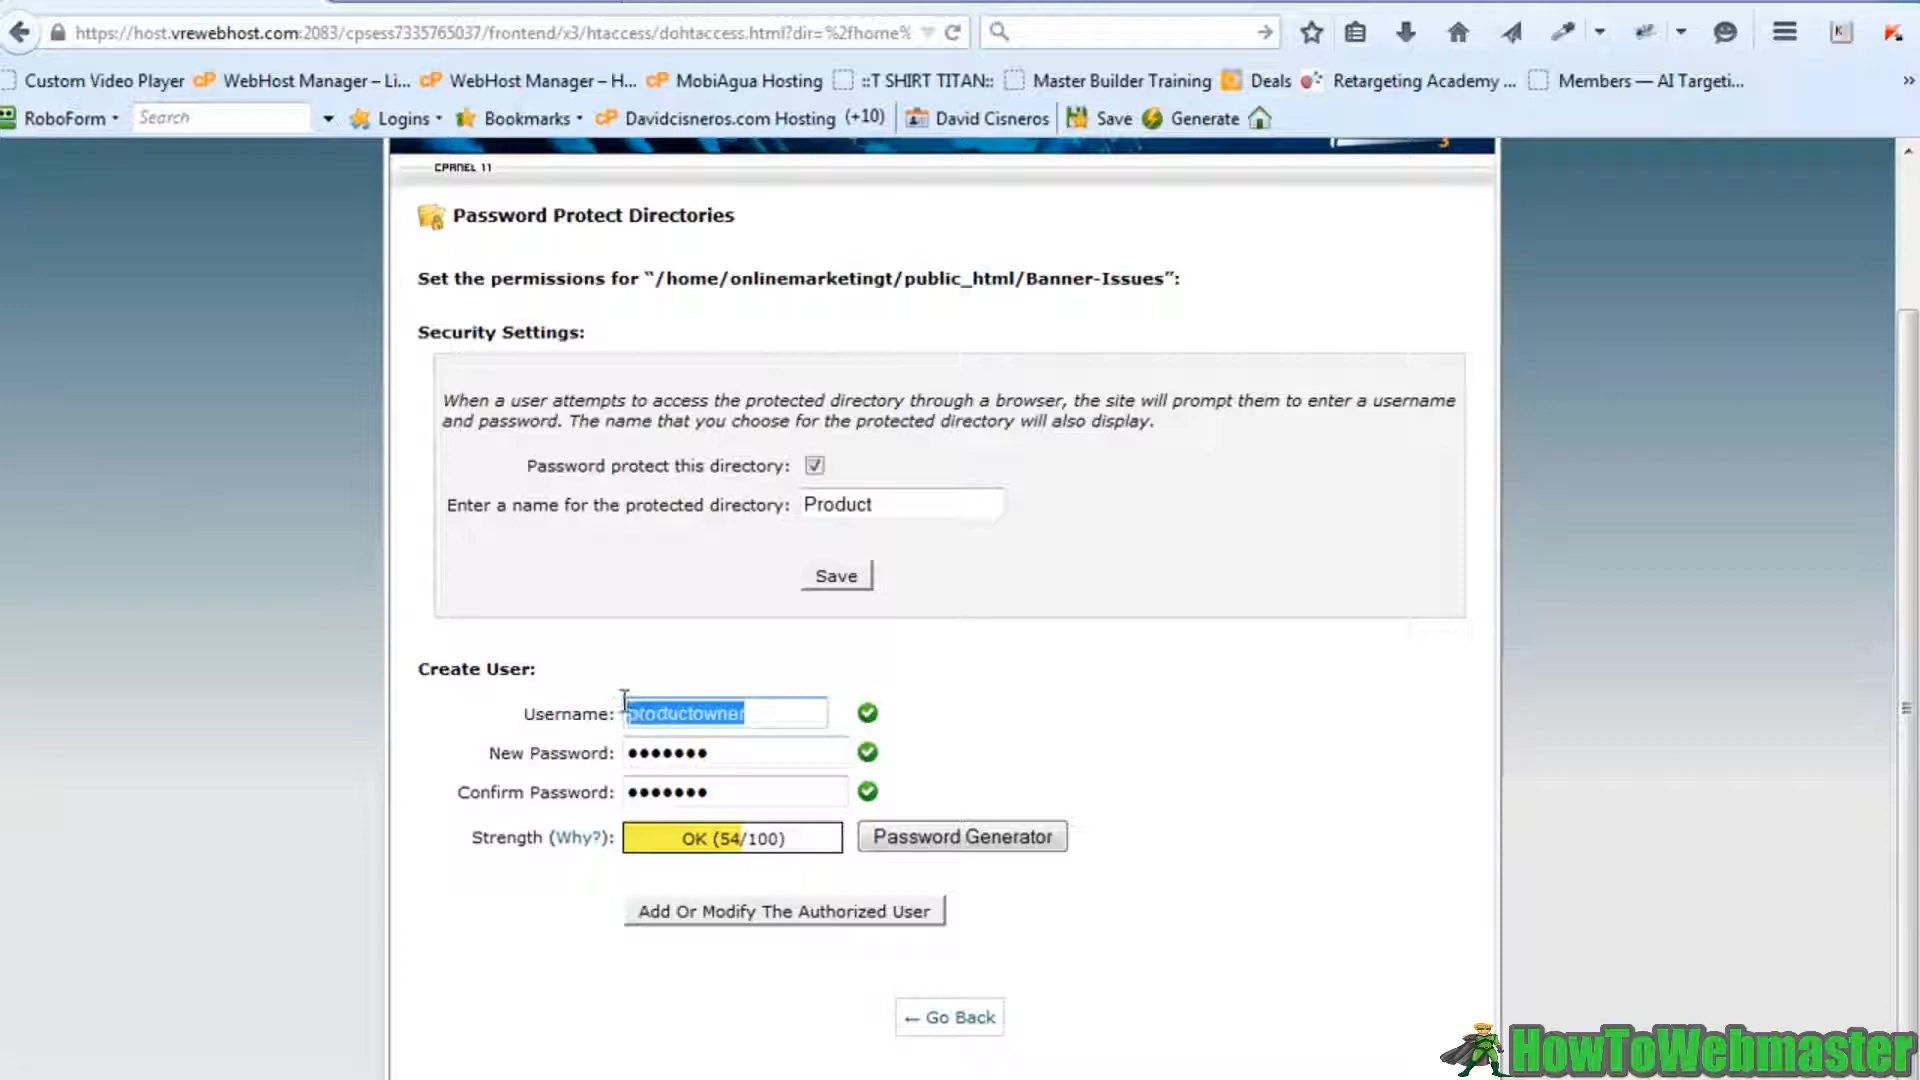 https://host.vrewebhost.com:2083/cpsess7335765037/frontend/x3/htaccess/dohtaccess.html?dir=%2fhome%
Custom Video Player cP WebHost Manager – Li... cP WebHost Manager – H... cP MobiAgua Hosting ::T SHIRT TITAN:: Master Builder Training Deals Retargeting Academy ... Members — AI Targeti... »
RoboForm Search Logins Bookmarks cP Davidcisneros.com Hosting (+10) David Cisneros Save Generate
CPANEL 11
Password Protect Directories
Set the permissions for “/home/onlinemarketingt/public_html/Banner-Issues”:
Security Settings:
When a user attempts to access the protected directory through a browser, the site will prompt them to enter a username
and password. The name that you choose for the protected directory will also display.
Password protect this directory:
Enter a name for the protected directory: Product
Save
Create User:
Username: productowner
New Password: •••••••
Confirm Password: •••••••
Strength (Why?): OK (54/100) Password Generator
Add Or Modify The Authorized User
← Go Back
HowToWebmaster